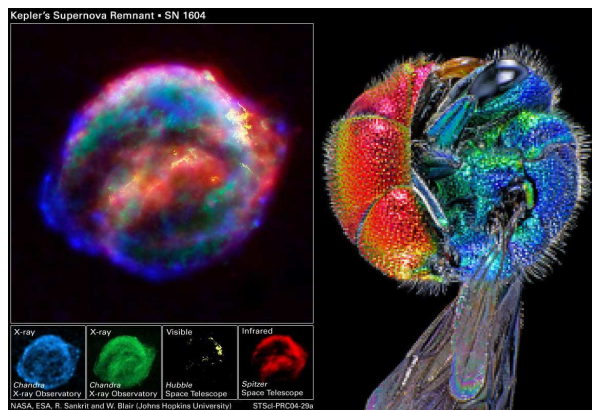 Kepler's Supernova Remnant • SN 1604
X-ray
Chandra
X-ray Observatory
X-ray
Chandra
X-ray Observatory
Visible
Hubble
Space Telescope
Infrared
Spitzer
Space Telescope
NASA, ESA, R. Sankrit and W. Blair (Johns Hopkins University)
STScI-PRC04-29a